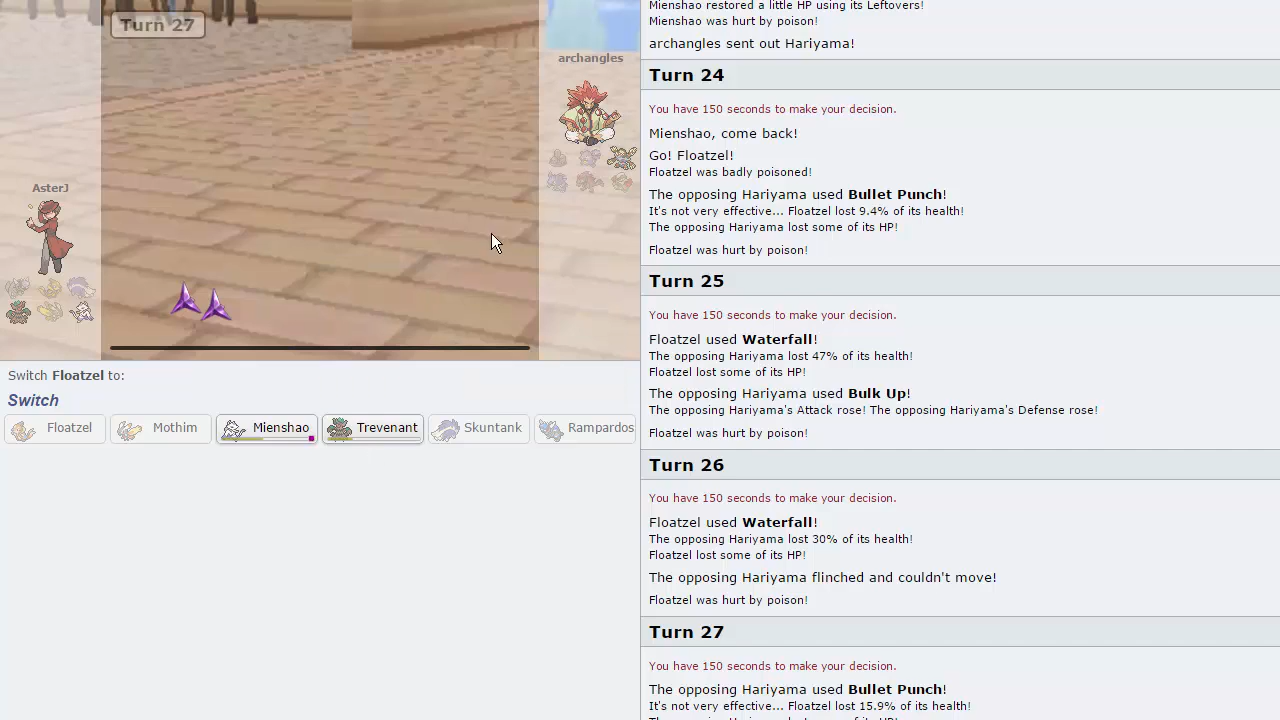 Turn 27
archangles
AsterJ
Switch Floatzel to:
Switch
Floatzel
Mothim
Mienshao
Trevenant
Skuntank
Rampardos
Mienshao restored a little HP using its Leftovers!
Mienshao was hurt by poison!
archangles sent out Hariyama!
Turn 24
You have 150 seconds to make your decision.
Mienshao, come back!
Go! Floatzel!
Floatzel was badly poisoned!
The opposing Hariyama used Bullet Punch!
It's not very effective... Floatzel lost 9.4% of its health!
The opposing Hariyama lost some of its HP!
Floatzel was hurt by poison!
Turn 25
You have 150 seconds to make your decision.
Floatzel used Waterfall!
The opposing Hariyama lost 47% of its health!
Floatzel lost some of its HP!
The opposing Hariyama used Bulk Up!
The opposing Hariyama's Attack rose! The opposing Hariyama's Defense rose!
Floatzel was hurt by poison!
Turn 26
You have 150 seconds to make your decision.
Floatzel used Waterfall!
The opposing Hariyama lost 30% of its health!
Floatzel lost some of its HP!
The opposing Hariyama flinched and couldn't move!
Floatzel was hurt by poison!
Turn 27
You have 150 seconds to make your decision.
The opposing Hariyama used Bullet Punch!
It's not very effective... Floatzel lost 15.9% of its health!